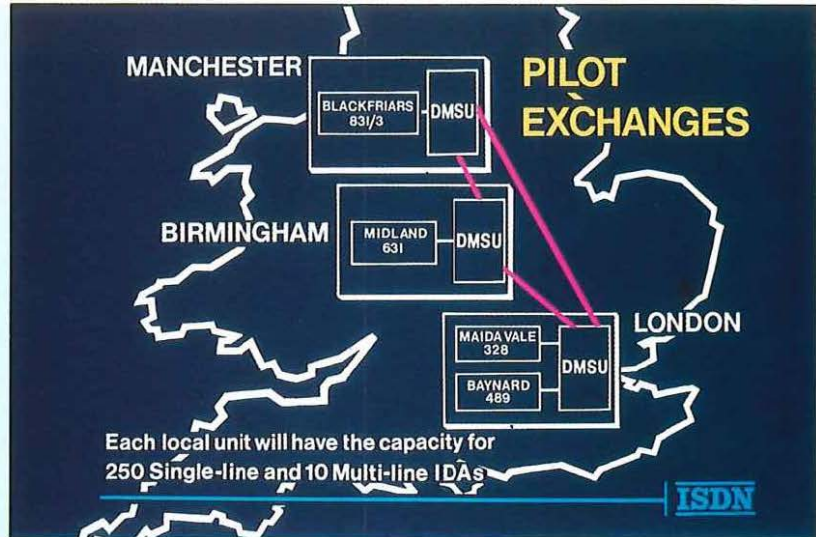 PILOT
EXCHANGES
MANCHESTER
BLACKFRIARS
831/3
DMSU
BIRMINGHAM
MIDLAND
631
DMSU
LONDON
MAIDA VALE
328
BAYNARD
489
DMSU
Each local unit will have the capacity for
250 Single-line and 10 Multi-line IDAs
ISDN